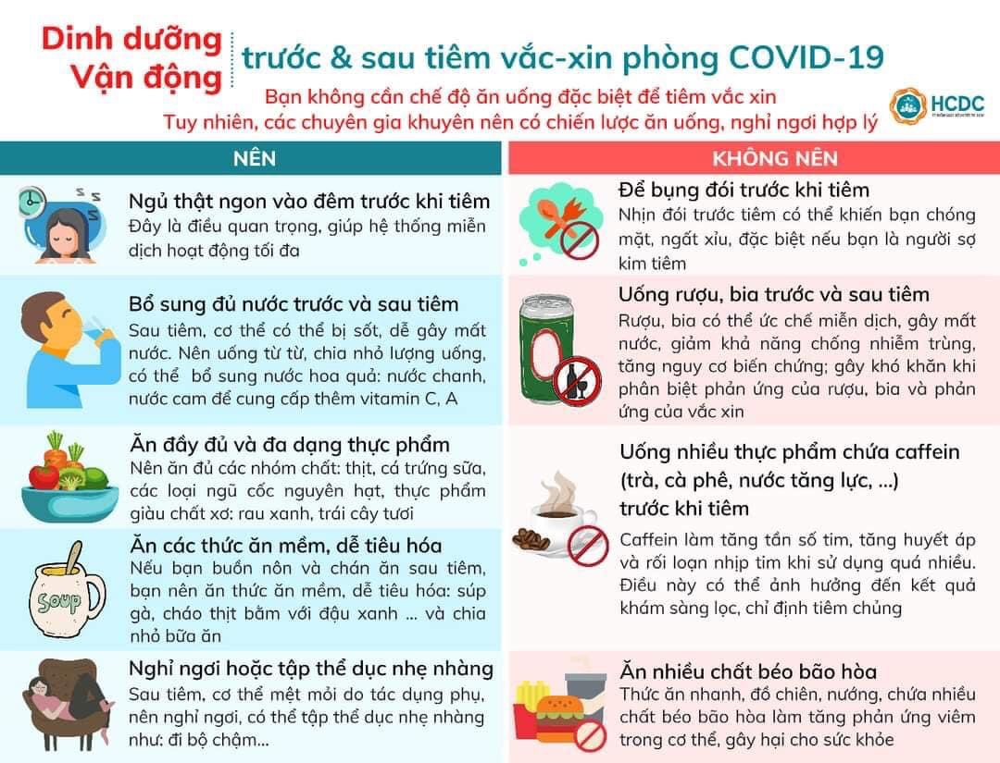 Dinh dưỡng
Vận động
trước & sau tiêm vắc-xin phòng COVID-19
Bạn không cần chế độ ăn uống đặc biệt để tiêm vắc xin
Tuy nhiên, các chuyên gia khuyên nên có chiến lược ăn uống, nghỉ ngơi hợp lý
HCDC
NÊN
Ngủ thật ngon vào đêm trước khi tiêm
Đây là điều quan trọng, giúp hệ thống miễn
dịch hoạt động tối đa
Bổ sung đủ nước trước và sau tiêm
Sau tiêm, cơ thể có thể bị sốt, dễ gây mất
nước. Nên uống từ từ, chia nhỏ lượng uống,
có thể bổ sung nước hoa quả: nước chanh,
nước cam để cung cấp thêm vitamin C, A
Ăn đầy đủ và đa dạng thực phẩm
Nên ăn đủ các nhóm chất: thịt, cá trứng sữa,
các loại ngũ cốc nguyên hạt, thực phẩm
giàu chất xơ: rau xanh, trái cây tươi
soup
Ăn các thức ăn mềm, dễ tiêu hóa
Nếu bạn buồn nôn và chán ăn sau tiêm,
bạn nên ăn thức ăn mềm, dễ tiêu hóa: súp
gà, cháo thịt bằm với đậu xanh ... và chia
nhỏ bữa ăn
Nghỉ ngơi hoặc tập thể dục nhẹ nhàng
Sau tiêm, cơ thể mệt mỏi do tác dụng phụ,
nên nghỉ ngơi, có thể tập thể dục nhẹ nhàng
như: đi bộ chậm...
KHÔNG NÊN
Để bụng đói trước khi tiêm
Nhịn đói trước tiêm có thể khiến bạn chóng
mặt, ngất xỉu, đặc biệt nếu bạn là người sợ
kim tiêm
Uống rượu, bia trước và sau tiêm
Rượu, bia có thể ức chế miễn dịch, gây mất
nước, giảm khả năng chống nhiễm trùng,
tăng nguy cơ biến chứng; gây khó khăn khi
phân biệt phản ứng của rượu, bia và phản
ứng của vắc xin
Uống nhiều thực phẩm chứa caffein
(trà, cà phê, nước tăng lực, ...)
trước khi tiêm
Caffein làm tăng tần số tim, tăng huyết áp
và rối loạn nhịp tim khi sử dụng quá nhiều.
Điều này có thể ảnh hưởng đến kết quả
khám sàng lọc, chỉ định tiêm chủng
Ăn nhiều chất béo bão hòa
Thức ăn nhanh, đồ chiên, nướng, chứa nhiều
chất béo bão hòa làm tăng phản ứng viêm
trong cơ thể, gây hại cho sức khỏe